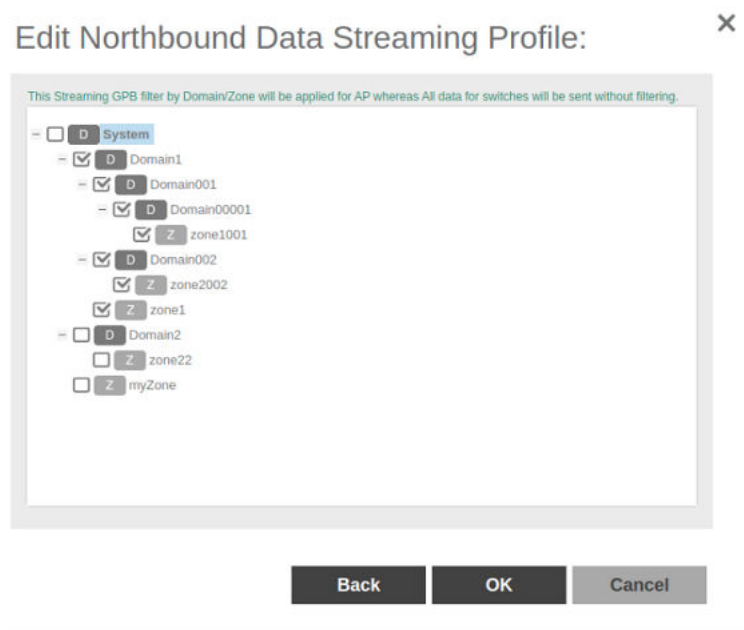 Edit Northbound Data Streaming Profile:
This Streaming GPB filter by Domain/Zone will be applied for AP whereas All data for switches will be sent without filtering.
D System
D Domain1
D Domain001
D Domain00001
Z zone1001
D Domain002
Z zone2002
Z zone1
D Domain2
Z zone22
Z myZone
Back OK Cancel